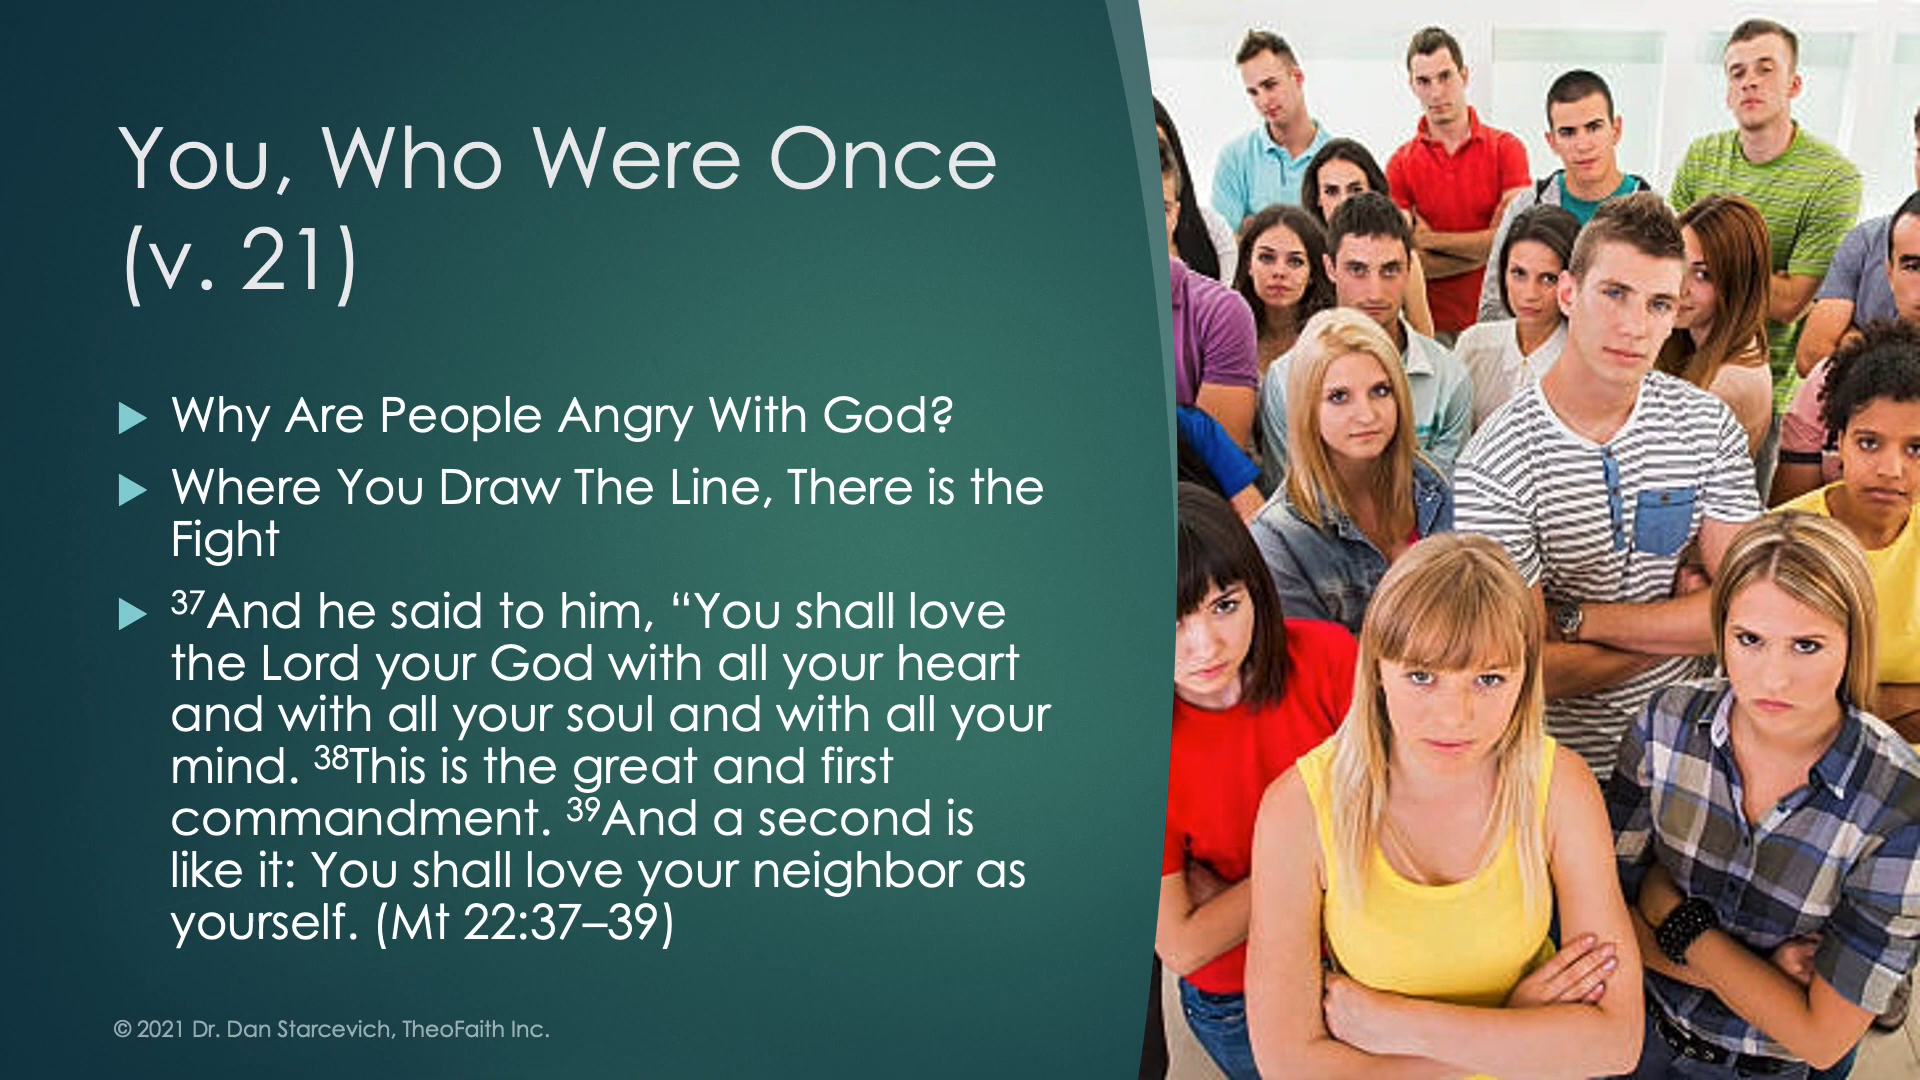 You, Who Were Once
(v. 21)
Why Are People Angry With God?
Where You Draw The Line, There is the
Fight
³⁷And he said to him, “You shall love
the Lord your God with all your heart
and with all your soul and with all your
mind. ³⁸This is the great and first
commandment. ³⁹And a second is
like it: You shall love your neighbor as
yourself. (Mt 22:37–39)
© 2021 Dr. Dan Starcevich, TheoFaith Inc.